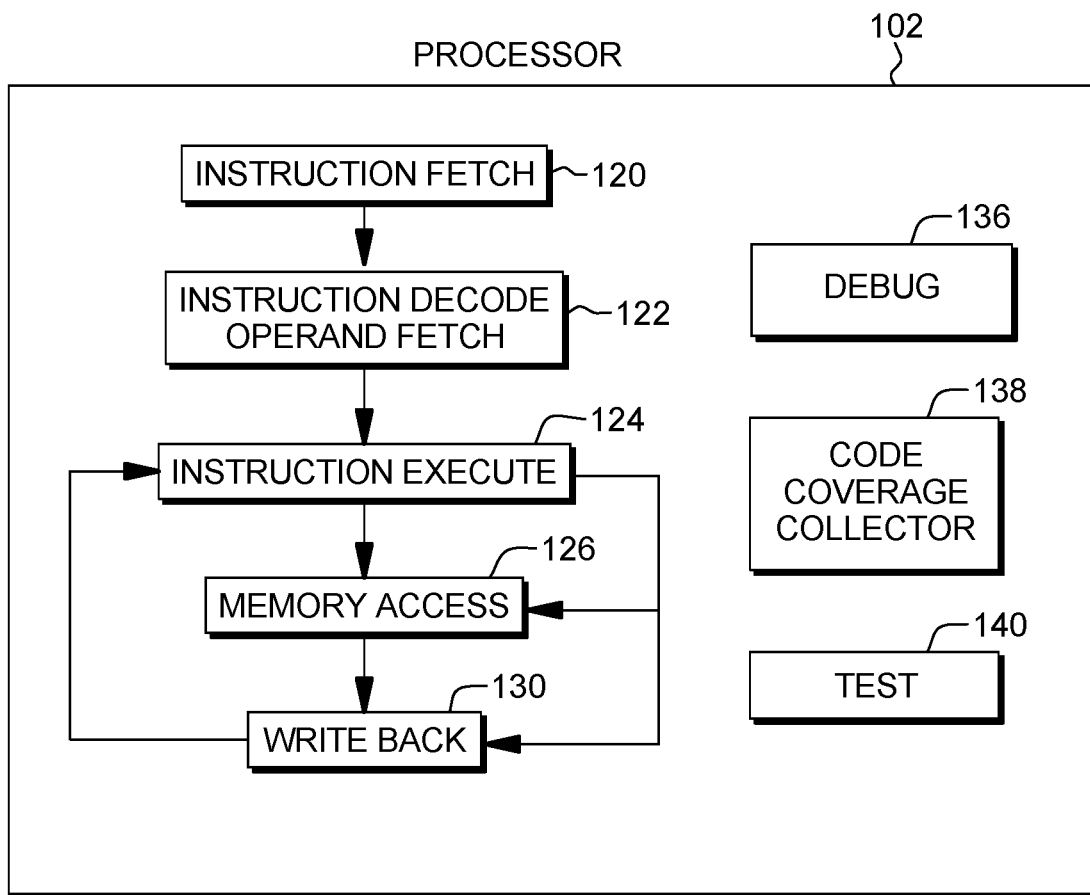 102
PROCESSOR
INSTRUCTION FETCH
120
INSTRUCTION DECODE
OPERAND FETCH
122
124
INSTRUCTION EXECUTE
126
MEMORY ACCESS
130
WRITE BACK
136
DEBUG
138
CODE
COVERAGE
COLLECTOR
140
TEST